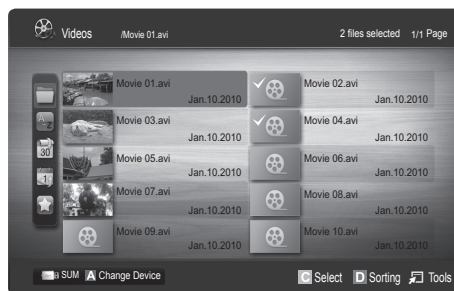 Videos /Movie 01.avi 2 files selected 1/1 Page
Movie 01.avi Movie 02.avi
Jan.10.2010 Jan.10.2010
Movie 03.avi Movie 04.avi
Jan.10.2010 Jan.10.2010
Movie 05.avi Movie 06.avi
Jan.10.2010 Jan.10.2010
Movie 07.avi Movie 08.avi
Jan.10.2010 Jan.10.2010
Movie 09.avi Movie 10.avi
Jan.10.2010 Jan.10.2010
A
Z
30
1
SUM A Change Device C Select D Sorting Tools